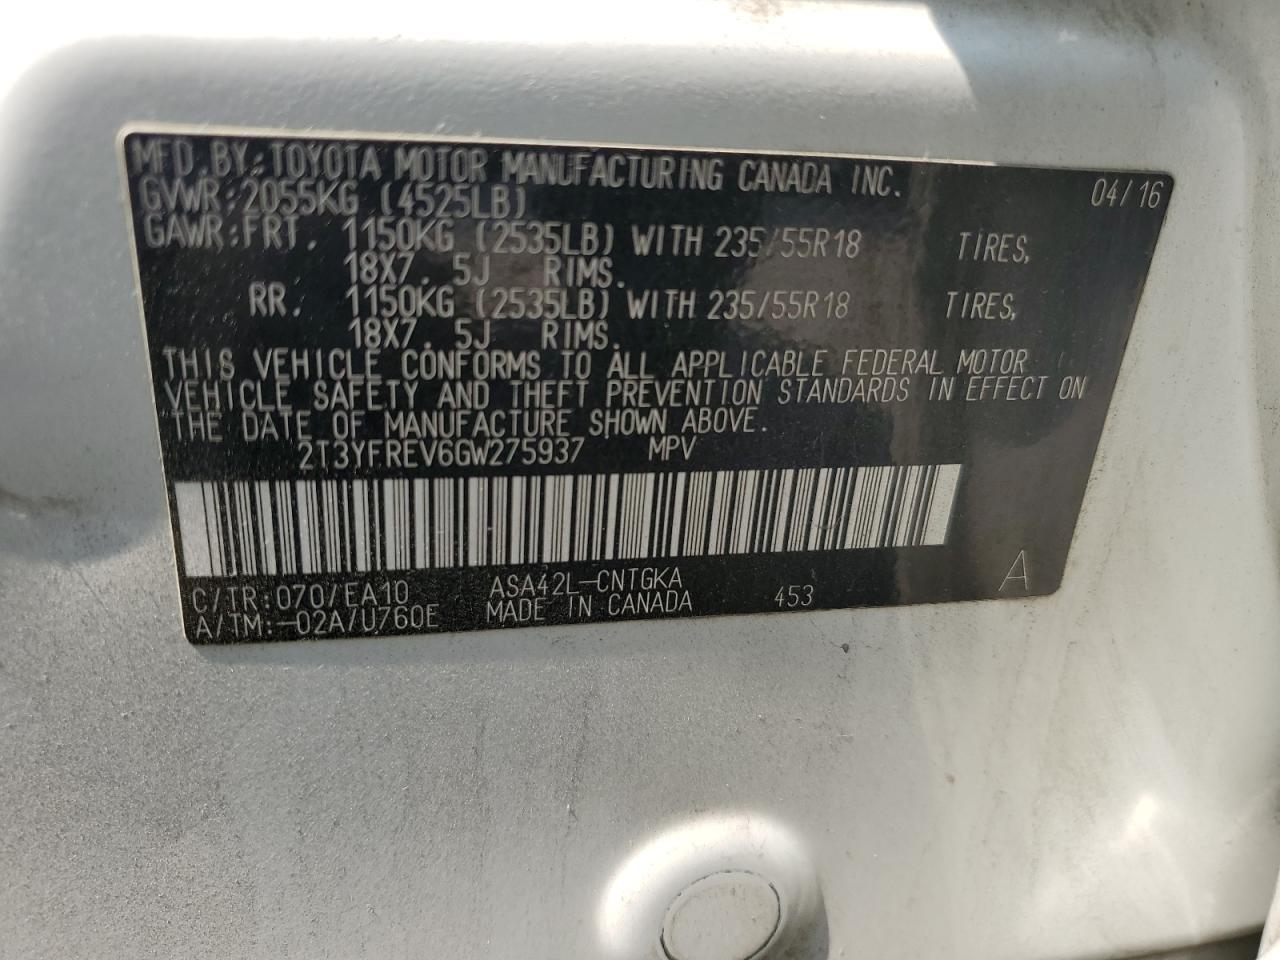 MFD.BY:TOYOTA MOTOR MANUFACTURING CANADA INC. 04/16
GVWR:2055KG (4525LB)
GAWR:FRT. 1150KG (2535LB) WITH 235/55R18 TIRES,
18X7.5J RIMS.
RR. 1150KG (2535LB) WITH 235/55R18 TIRES,
18X7.5J RIMS.
THIS VEHICLE CONFORMS TO ALL APPLICABLE FEDERAL MOTOR
VEHICLE SAFETY AND THEFT PREVENTION STANDARDS IN EFFECT ON
THE DATE OF MANUFACTURE SHOWN ABOVE.
2T3YFREV6GW275937 MPV
C/TR:070/EA10 ASA42L-CNTGKA A
A/TM:-02A/U760E MADE IN CANADA 453